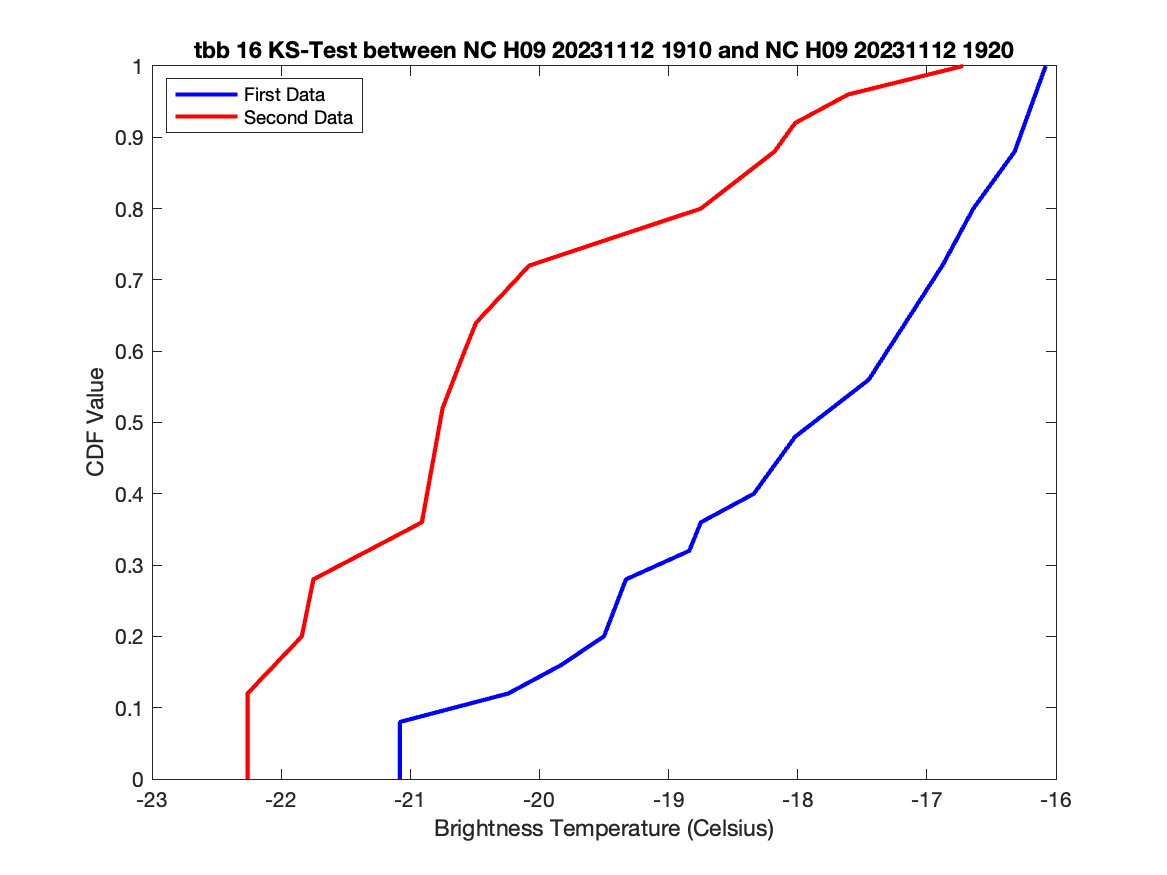 tbb 16 KS-Test between NC H09 20231112 1910 and NC H09 20231112 1920
First Data
Second Data
1
0.9
0.8
0.7
0.6
0.5
0.4
0.3
0.2
0.1
0
CDF Value
-23 -22 -21 -20 -19 -18 -17 -16
Brightness Temperature (Celsius)